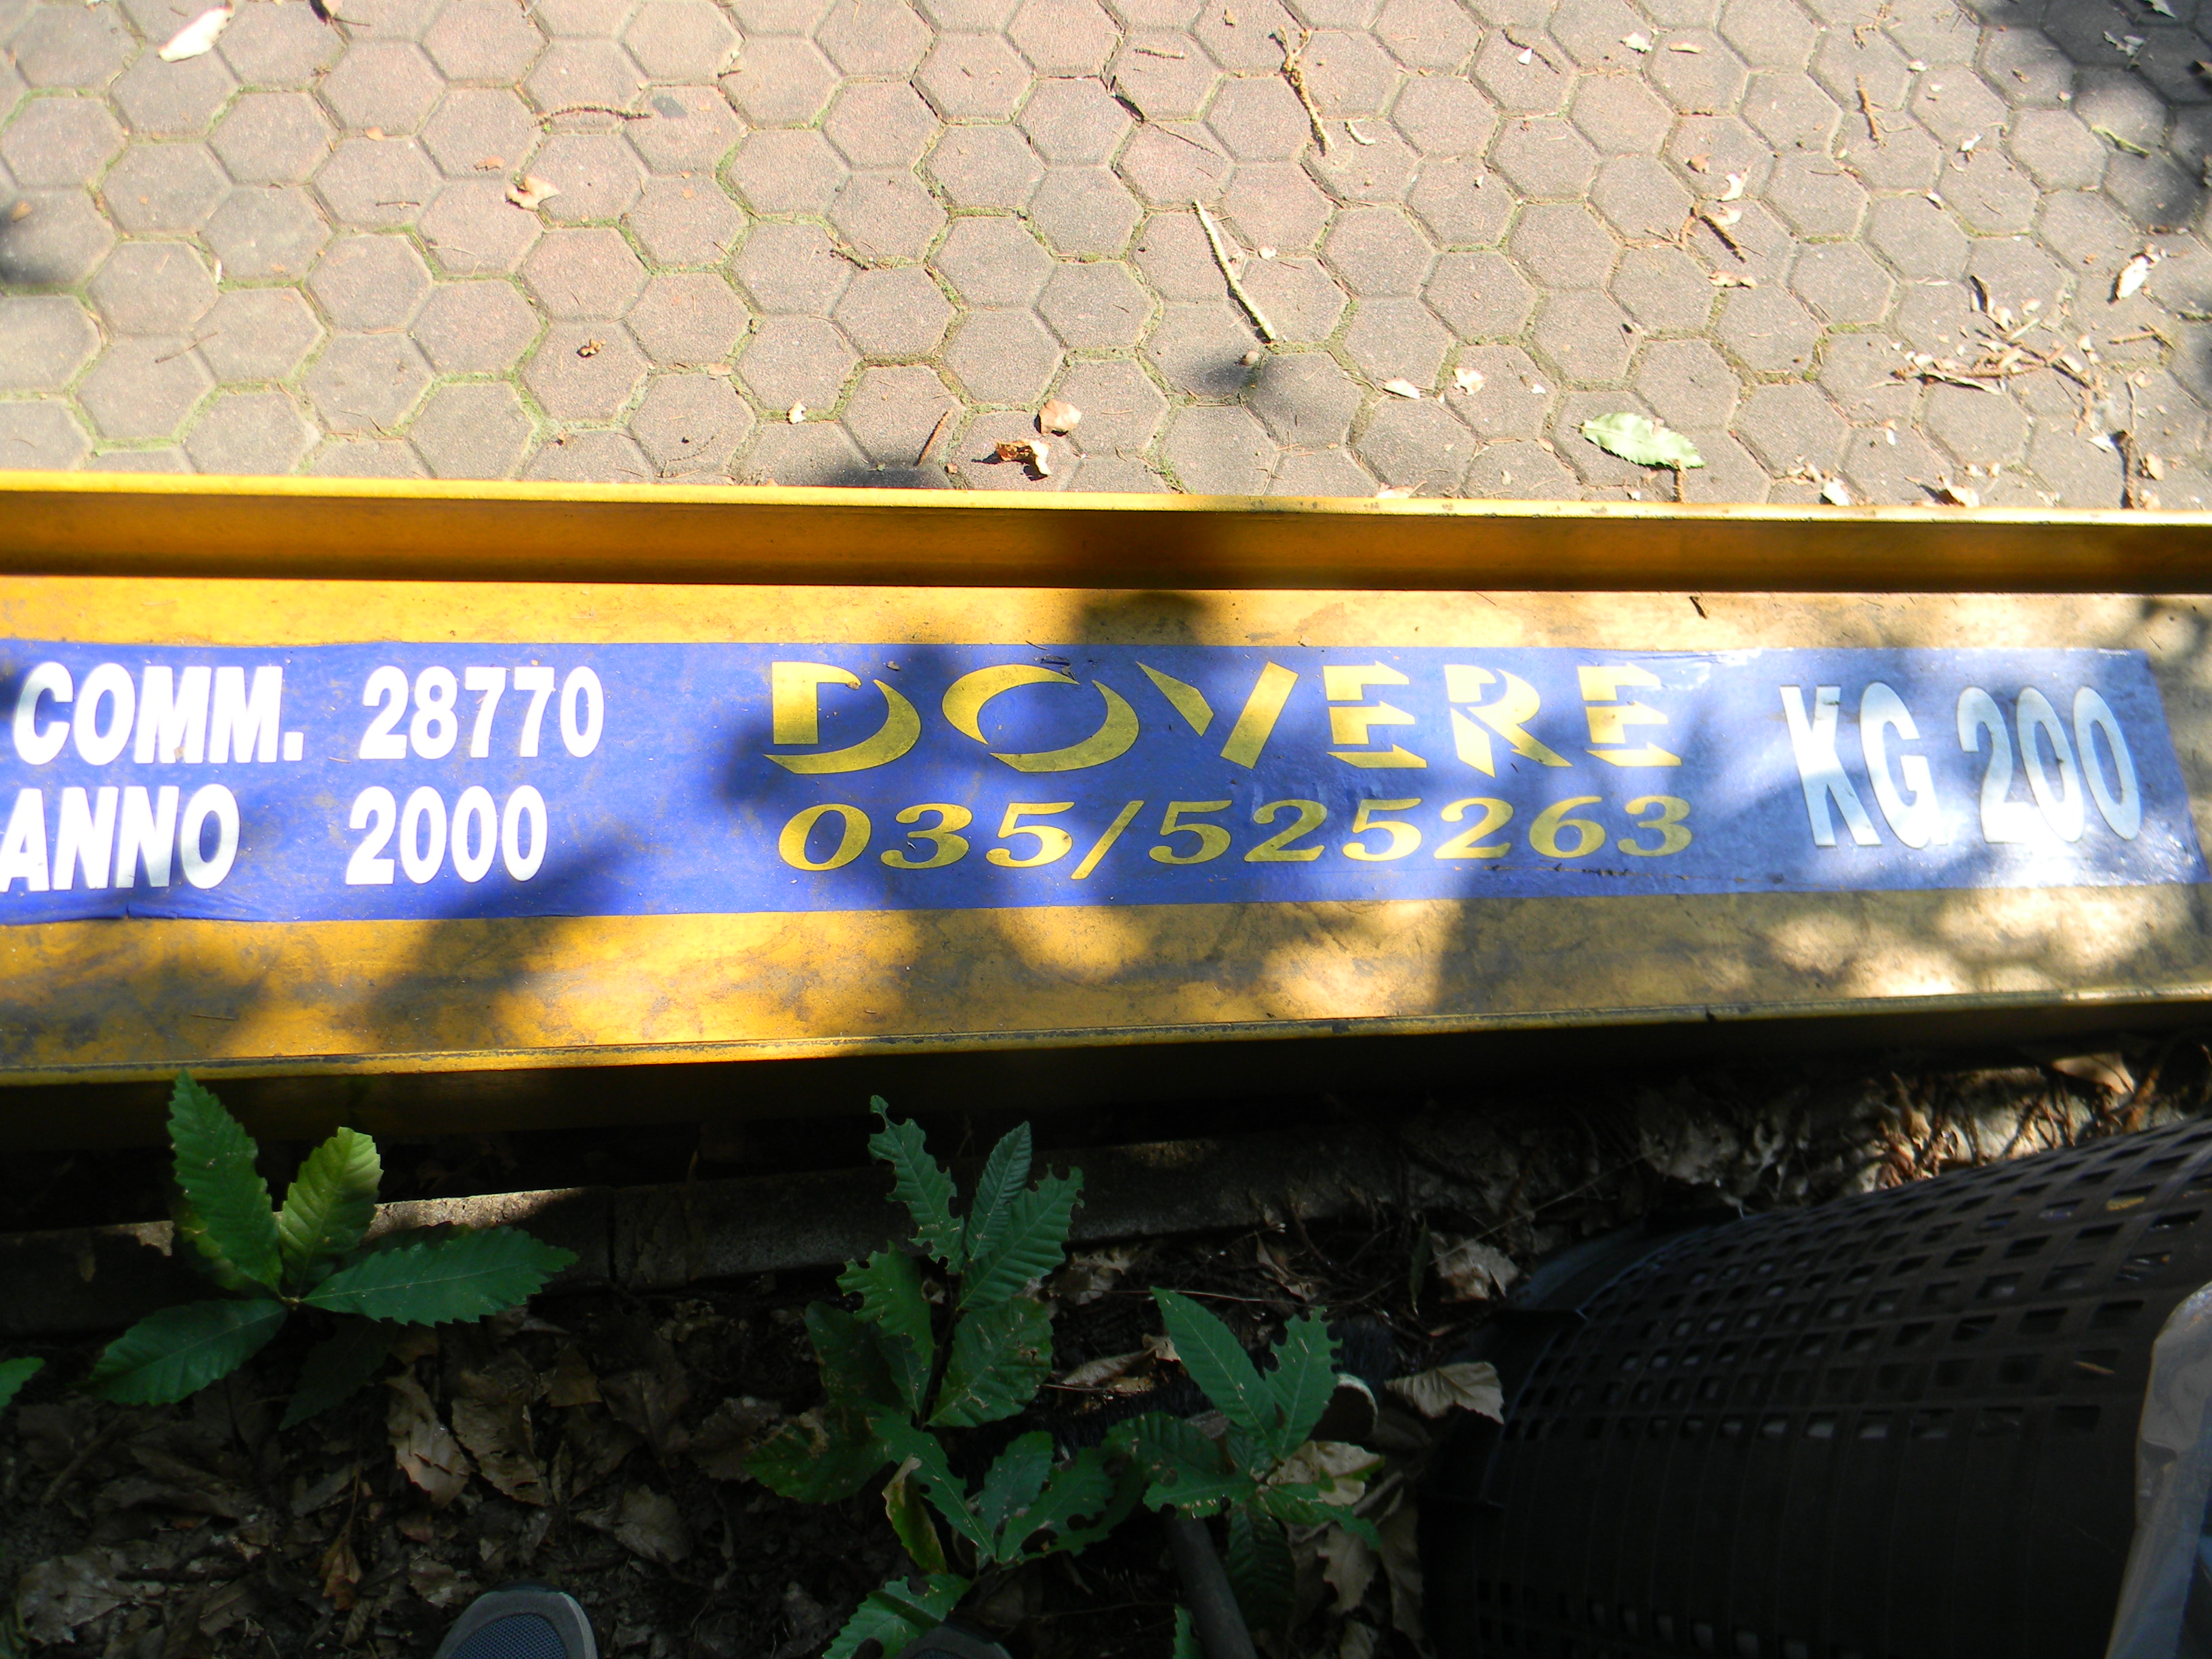 COMM. 28770
ANNO 2000
DOVERE
035/525263
KG 200